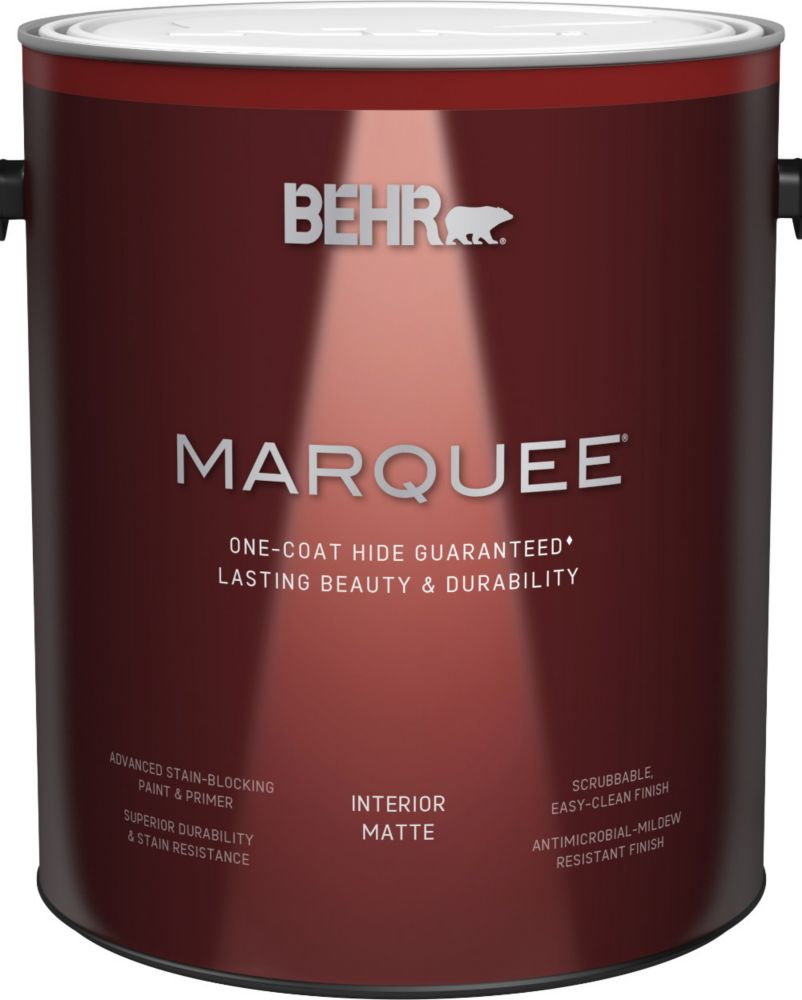 BEHR®
MARQUEE®
ONE-COAT HIDE GUARANTEED♦
LASTING BEAUTY & DURABILITY
ADVANCED STAIN-BLOCKING
PAINT & PRIMER
SUPERIOR DURABILITY
& STAIN RESISTANCE
INTERIOR
MATTE
SCRUBBABLE,
EASY-CLEAN FINISH
ANTIMICROBIAL-MILDEW
RESISTANT FINISH